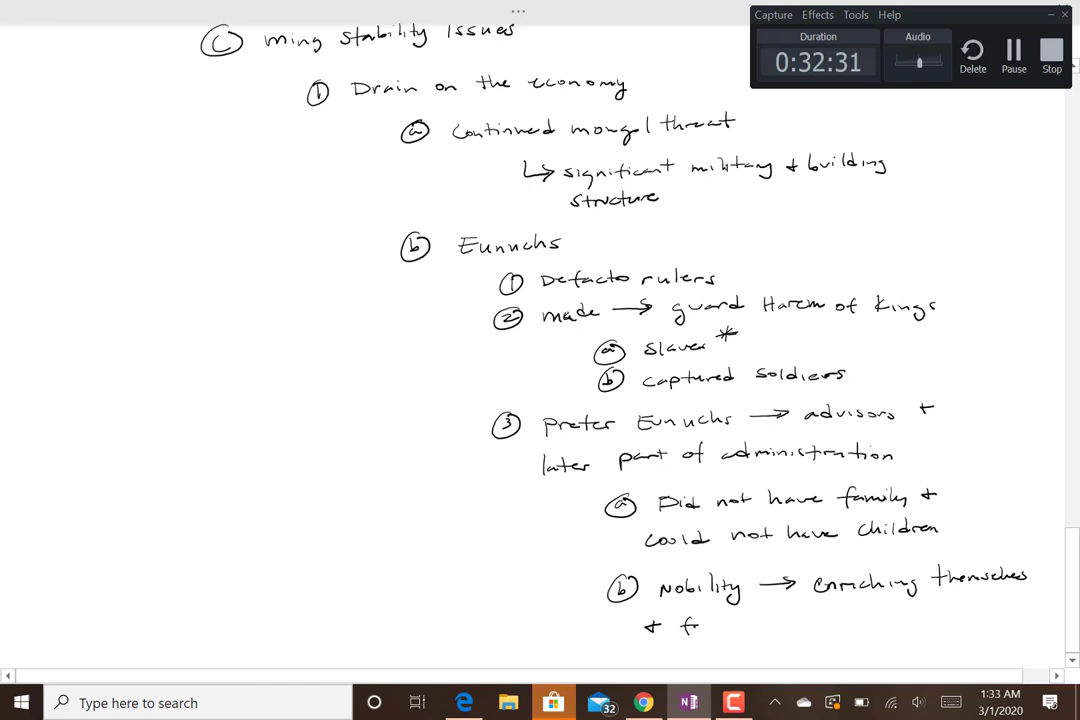 Capture Effects Tools Help
Duration
Audio
0:32:31
Delete Pause Stop
C Ming Stability Issues
1 Drain on the economy
a Continued mongol threat
↳ significant military + building
structure
b Eunuchs
1 Defacto rulers
2 made → guard Harem of Kings
a Slaves *
b captured soldiers
3 Prefer Eunuchs → advisors +
later part of administration
a Did not have family +
could not have children
b Nobility → enriching themselves
+ f
Type here to search
32
1:33 AM
3/1/2020